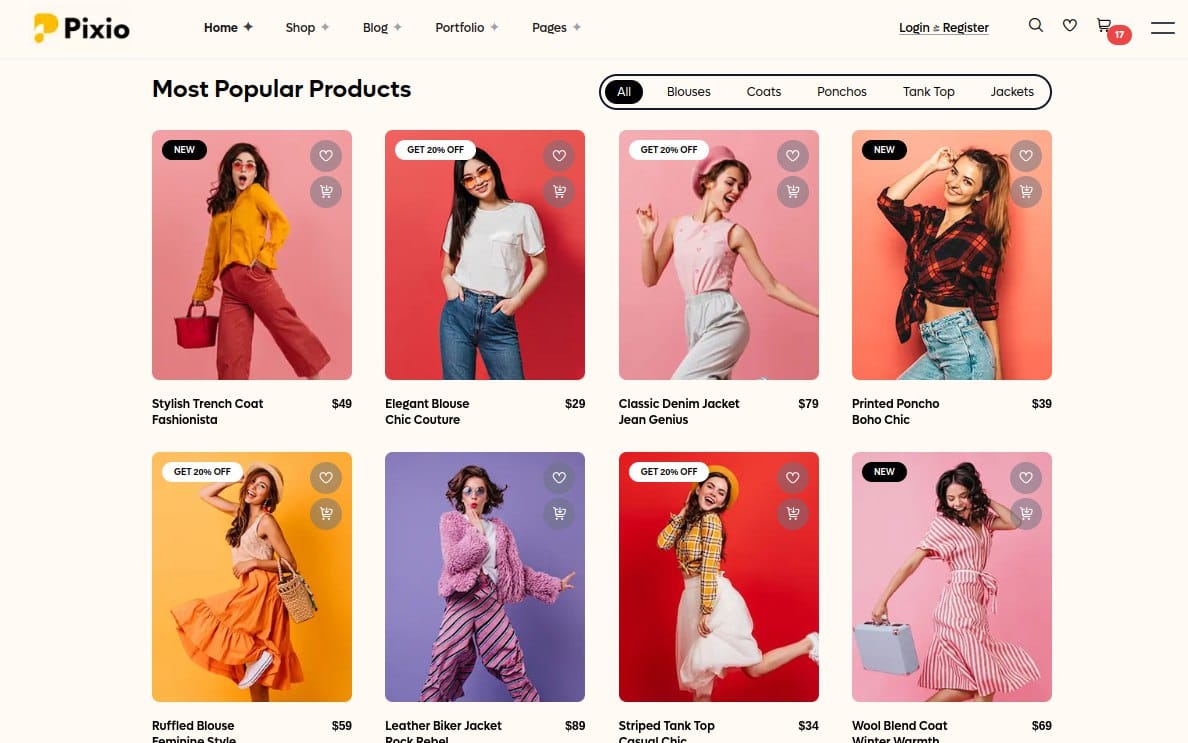 Pixio
Home Shop Blog Portfolio Pages
Login & Register
17
Most Popular Products
All Blouses Coats Ponchos Tank Top Jackets
NEW
GET 20% OFF
GET 20% OFF
NEW
Stylish Trench Coat
Fashionista
$49
Elegant Blouse
Chic Couture
$29
Classic Denim Jacket
Jean Genius
$79
Printed Poncho
Boho Chic
$39
GET 20% OFF
GET 20% OFF
NEW
Ruffled Blouse
Feminine Style
$59
Leather Biker Jacket
Rock Rebel
$89
Striped Tank Top
Casual Chic
$34
Wool Blend Coat
Winter Warmth
$69